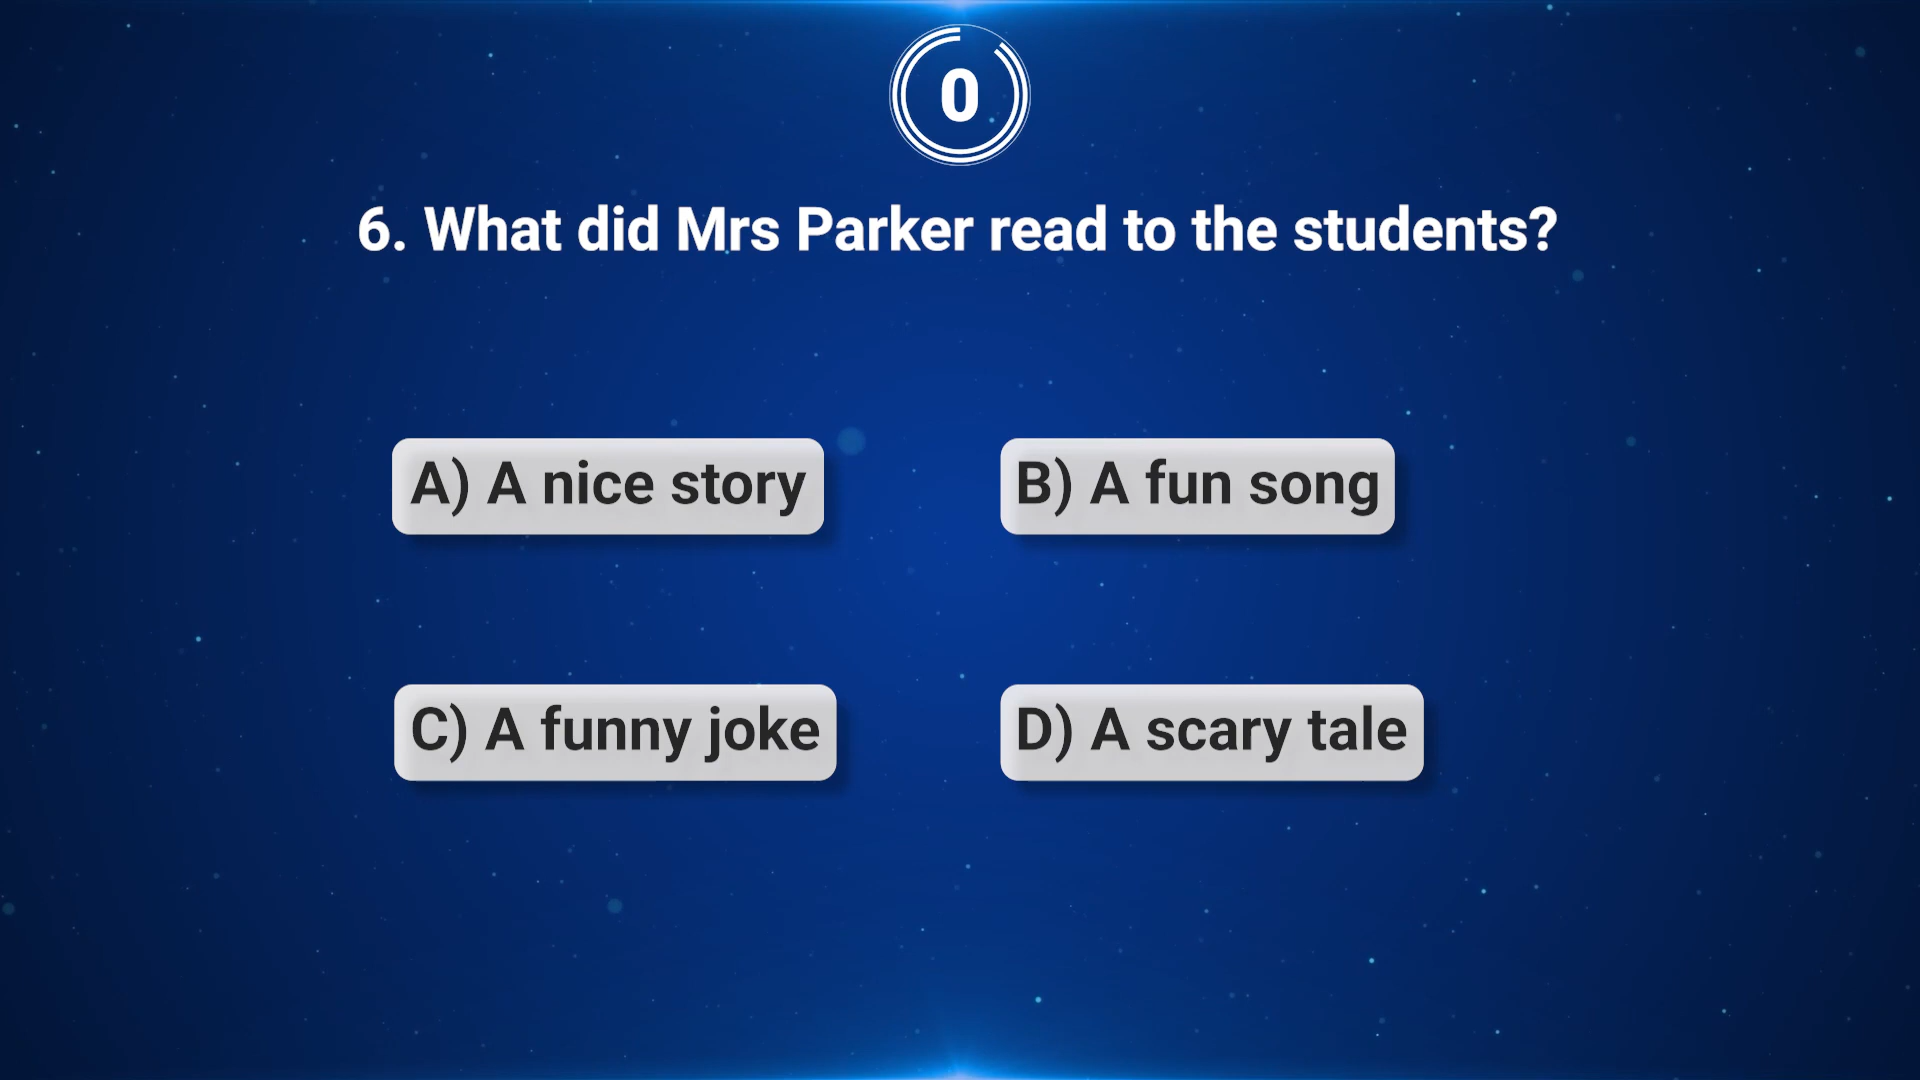 0
6. What did Mrs Parker read to the students?
A) A nice story
B) A fun song
C) A funny joke
D) A scary tale